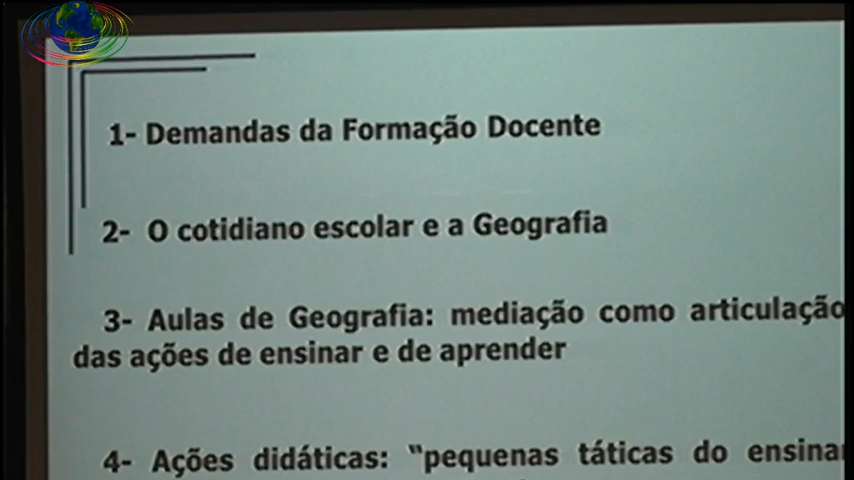 1- Demandas da Formação Docente
2- O cotidiano escolar e a Geografia
3- Aulas de Geografia: mediação como articulação
das ações de ensinar e de aprender
4- Ações didáticas: "pequenas táticas do ensinar